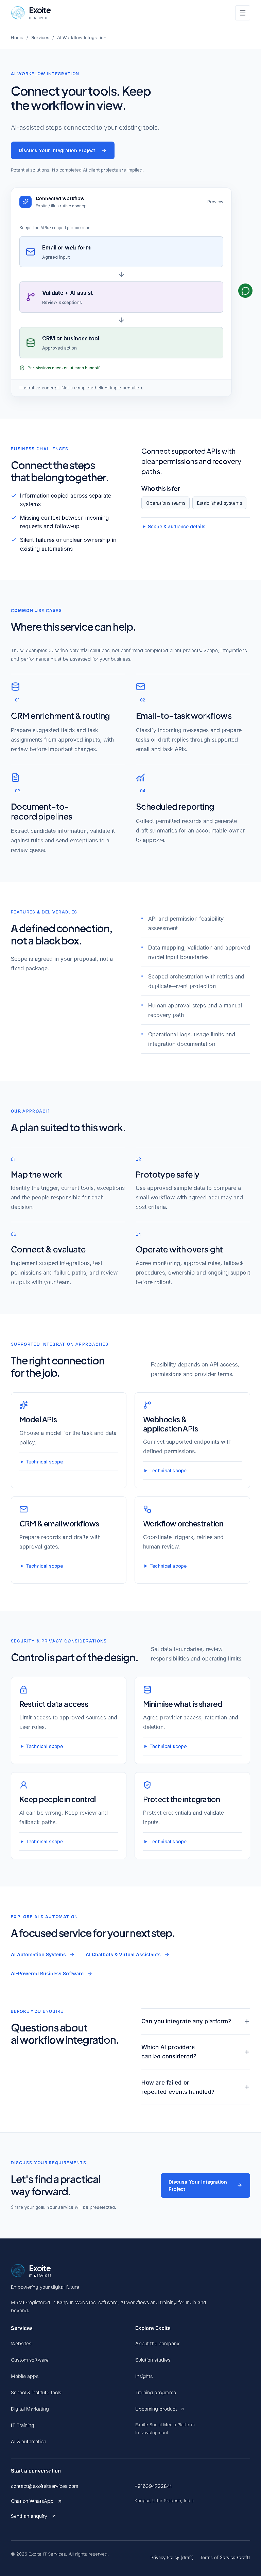 Exoite
IT SERVICES
Home / Services / AI Workflow Integration
AI WORKFLOW INTEGRATION
Connect your tools. Keep
the workflow in view.
AI-assisted steps connected to your existing tools.
Discuss Your Integration Project →
Potential solutions. No completed AI client projects are implied.
Connected workflow
Exoite / Illustrative concept
Preview
Supported APIs · scoped permissions
Email or web form
Agreed input
Validate + AI assist
Review exceptions
CRM or business tool
Approved action
Permissions checked at each handoff
Illustrative concept. Not a completed client implementation.
BUSINESS CHALLENGES
Connect the steps
that belong together.
Information copied across separate
systems
Missing context between incoming
requests and follow-up
Silent failures or unclear ownership in
existing automations
Connect supported APIs with
clear permissions and recovery
paths.
Who this is for
Operations teams
Established systems
Scope & audience details
COMMON USE CASES
Where this service can help.
These examples describe potential solutions, not confirmed completed client projects. Scope, integrations
and performance must be assessed for your business.
01
CRM enrichment & routing
Prepare suggested fields and task
assignments from approved inputs, with
review before important changes.
02
Email-to-task workflows
Classify incoming messages and prepare
tasks or draft replies through supported
email and task APIs.
03
Document-to-
record pipelines
Extract candidate information, validate it
against rules and send exceptions to a
review queue.
04
Scheduled reporting
Collect permitted records and generate
draft summaries for an accountable owner
to approve.
FEATURES & DELIVERABLES
A defined connection,
not a black box.
Scope is agreed in your proposal, not a
fixed package.
API and permission feasibility
assessment
Data mapping, validation and approved
model input boundaries
Scoped orchestration with retries and
duplicate-event protection
Human approval steps and a manual
recovery path
Operational logs, usage limits and
integration documentation
OUR APPROACH
A plan suited to this work.
01
Map the work
Identify the trigger, current tools, exceptions
and the people responsible for each
decision.
02
Prototype safely
Use approved sample data to compare a
small workflow with agreed accuracy and
cost criteria.
03
Connect & evaluate
Implement scoped integrations, test
permissions and failure paths, and review
outputs with your team.
04
Operate with oversight
Agree monitoring, approval rules, fallback
procedures, ownership and ongoing support
before rollout.
SUPPORTED INTEGRATION APPROACHES
The right connection
for the job.
Feasibility depends on API access,
permissions and provider terms.
Model APIs
Choose a model for the task and data
policy.
Technical scope
Webhooks &
application APIs
Connect supported endpoints with
defined permissions.
Technical scope
CRM & email workflows
Prepare records and drafts with
approval gates.
Technical scope
Workflow orchestration
Coordinate triggers, retries and
human review.
Technical scope
SECURITY & PRIVACY CONSIDERATIONS
Control is part of the design.
Set data boundaries, review
responsibilities and operating limits.
Restrict data access
Limit access to approved sources and
user roles.
Technical scope
Minimise what is shared
Agree provider access, retention and
deletion.
Technical scope
Keep people in control
AI can be wrong. Keep review and
fallback paths.
Technical scope
Protect the integration
Protect credentials and validate
inputs.
Technical scope
EXPLORE AI & AUTOMATION
A focused service for your next step.
AI Automation Systems →
AI Chatbots & Virtual Assistants →
AI-Powered Business Software →
BEFORE YOU ENQUIRE
Questions about
ai workflow integration.
Can you integrate any platform?
Which AI providers
can be considered?
How are failed or
repeated events handled?
DISCUSS YOUR REQUIREMENTS
Let's find a practical
way forward.
Share your goal. Your service will be preselected.
Discuss Your Integration
Project →
Exoite
IT SERVICES
Empowering your digital future
MSME-registered in Kanpur. Websites, software, AI workflows and training for India and
beyond.
Services
Websites
Custom software
Mobile apps
School & institute tools
Digital Marketing
IT Training
AI & automation
Explore Exoite
About the company
Solution studies
Insights
Training programs
Upcoming product
Exoite Social Media Platform
In Development
Start a conversation
contact@exoiteitservices.com
Chat on WhatsApp
Send an enquiry
+916394732841
Kanpur, Uttar Pradesh, India
© 2026 Exoite IT Services. All rights reserved.
Privacy Policy (draft) Terms of Service (draft)